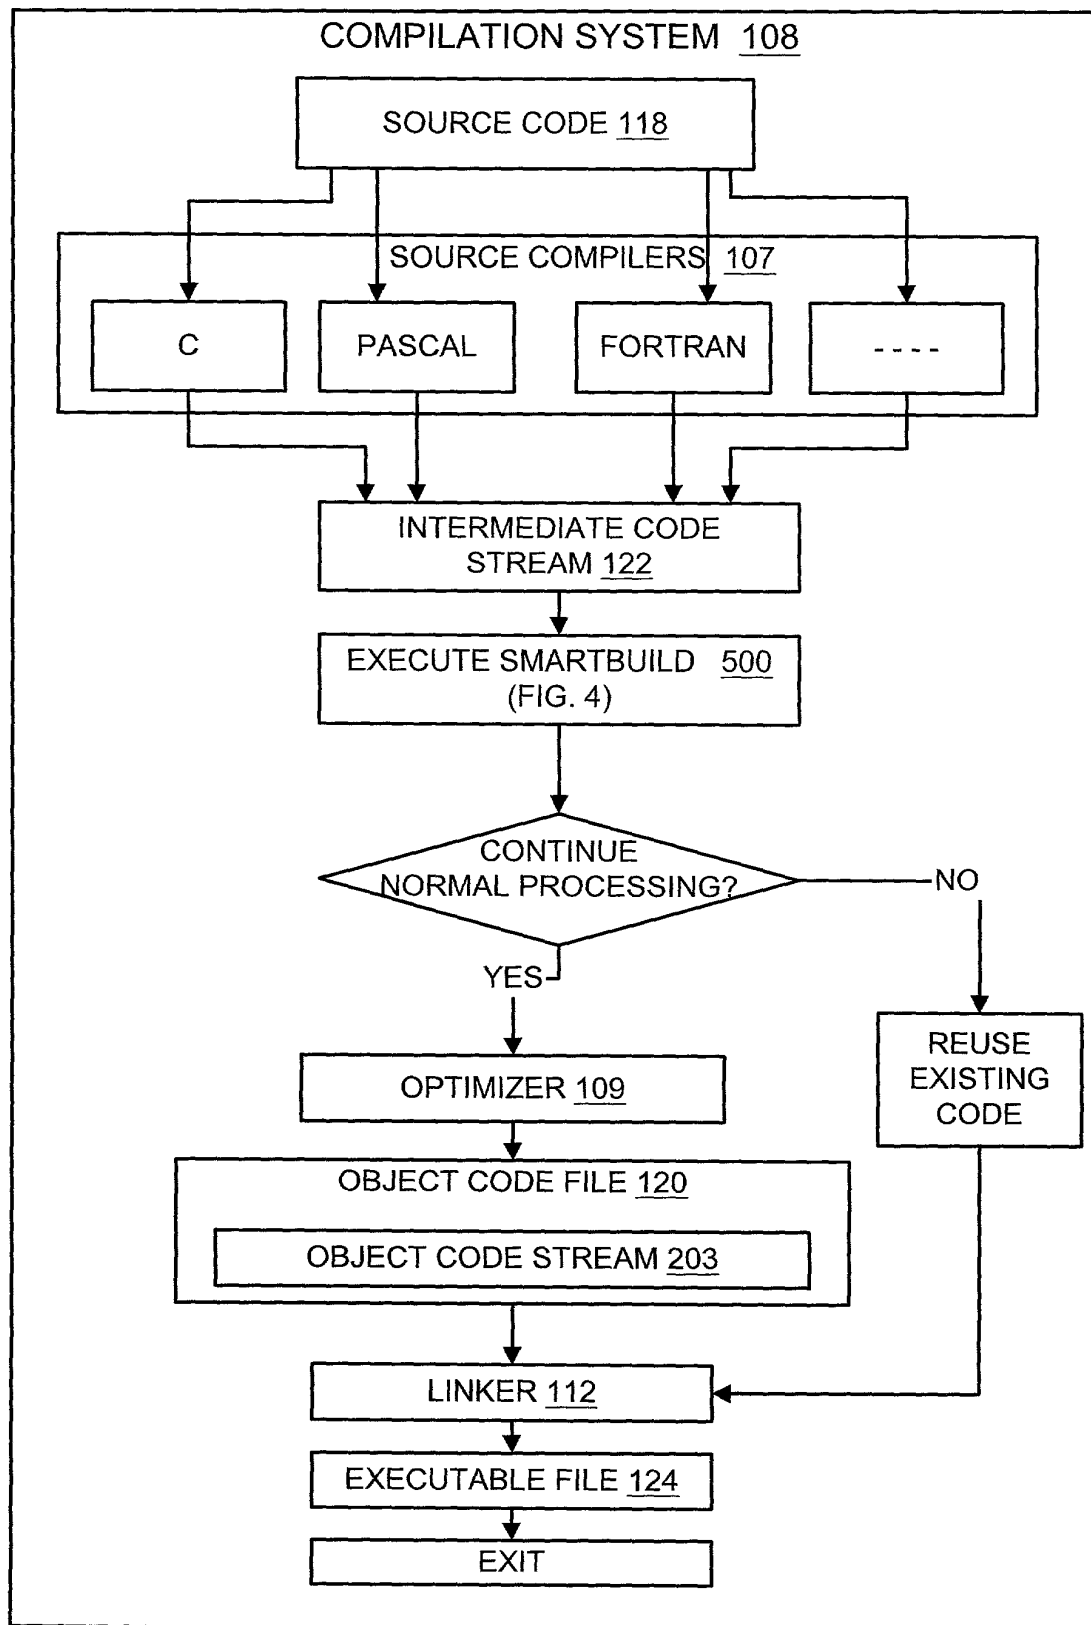 COMPILATION SYSTEM 108
SOURCE CODE 118
SOURCE COMPILERS 107
C
PASCAL
FORTRAN
----
INTERMEDIATE CODE
STREAM 122
EXECUTE SMARTBUILD 500
(FIG. 4)
CONTINUE
NORMAL PROCESSING?
NO
YES
REUSE
EXISTING
CODE
OPTIMIZER 109
OBJECT CODE FILE 120
OBJECT CODE STREAM 203
LINKER 112
EXECUTABLE FILE 124
EXIT